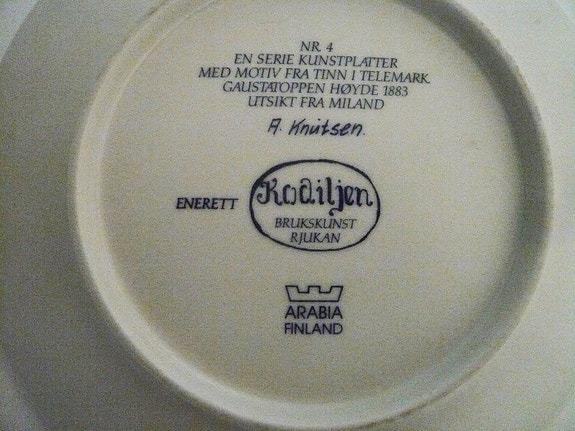 NR. 4
EN SERIE KUNSTPLATTER
MED MOTIV FRA TINN I TELEMARK.
GAUSTATOPPEN HØYDE 1883
UTSIKT FRA MILAND
A. Knutsen.
ENERETT
Rodiljen
BRUKSKUNST
RJUKAN
ARABIA
FINLAND